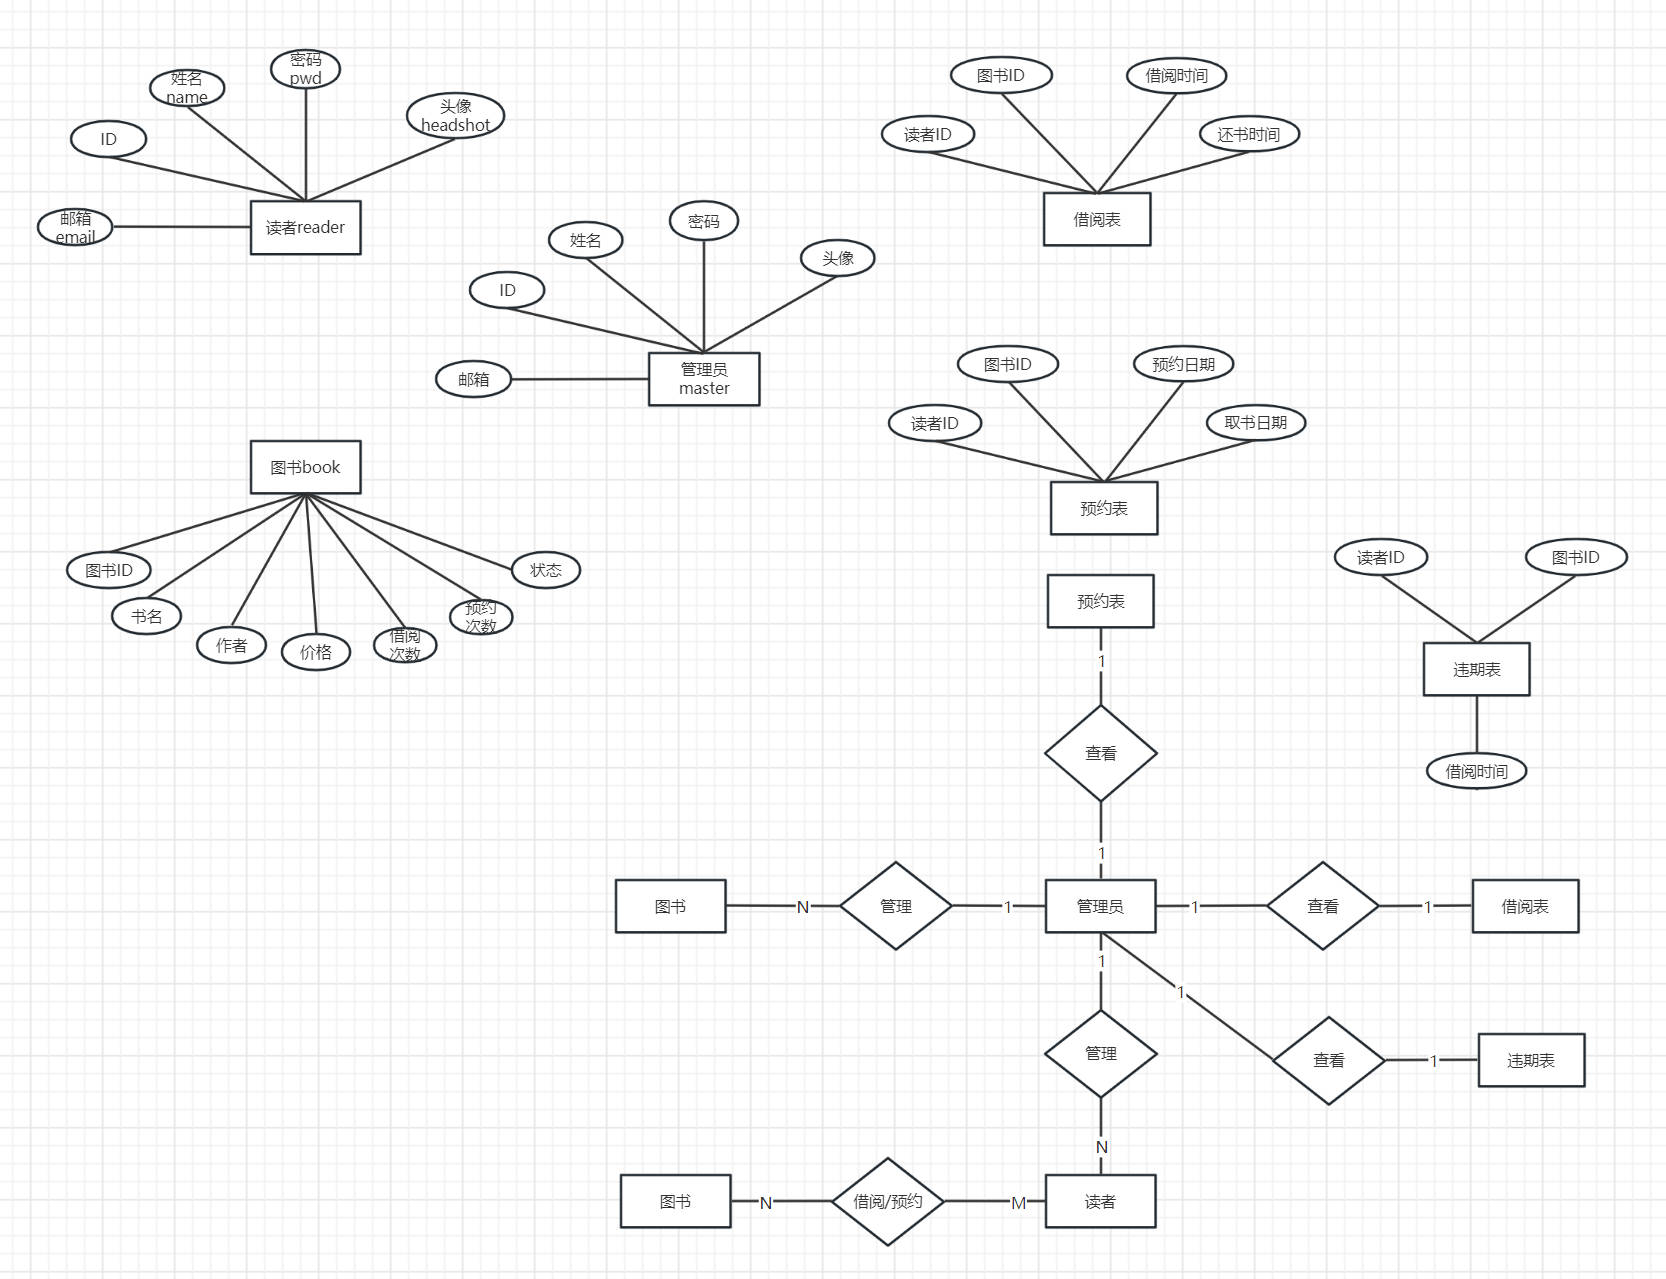 密码
pwd
姓名
name
头像
headshot
ID
邮箱
email
读者reader
图书ID
借阅时间
读者ID
还书时间
借阅表
密码
姓名
头像
ID
邮箱
管理员
master
图书ID
预约日期
读者ID
取书日期
预约表
图书book
图书ID
书名
作者
价格
借阅
次数
预约
次数
状态
读者ID
图书ID
违期表
借阅时间
预约表
1
查看
1
图书
N
管理
1
管理员
1
查看
1
借阅表
1
1
管理
查看
1
违期表
N
图书
N
借阅/预约
M
读者